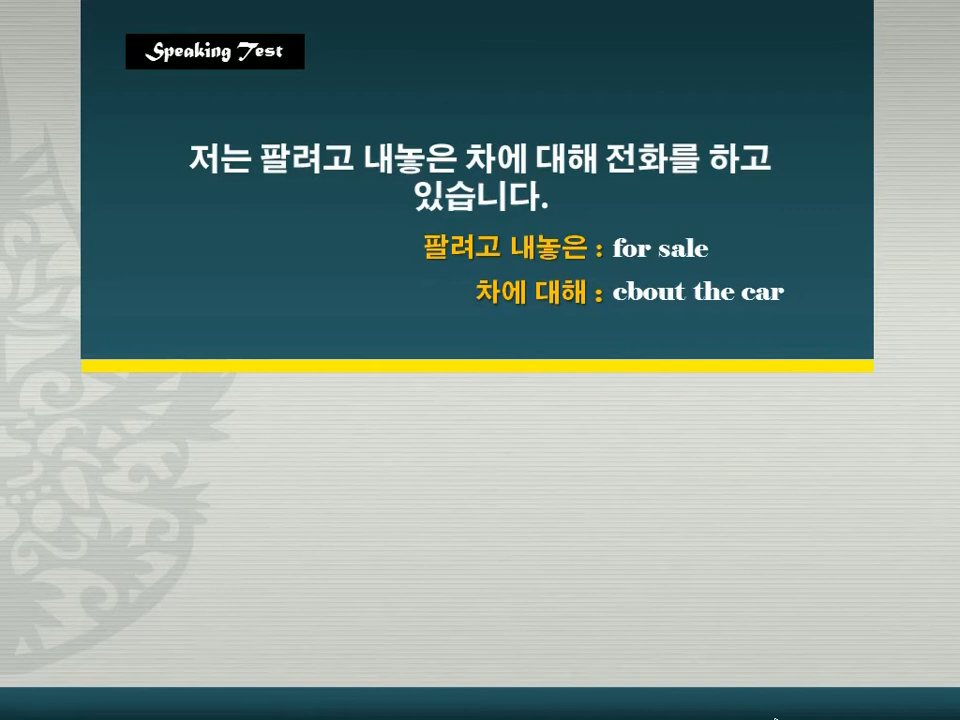 Speaking Test
저는 팔려고 내놓은 차에 대해 전화를 하고
있습니다.
팔려고 내놓은 : for sale
차에 대해 : cbout the car